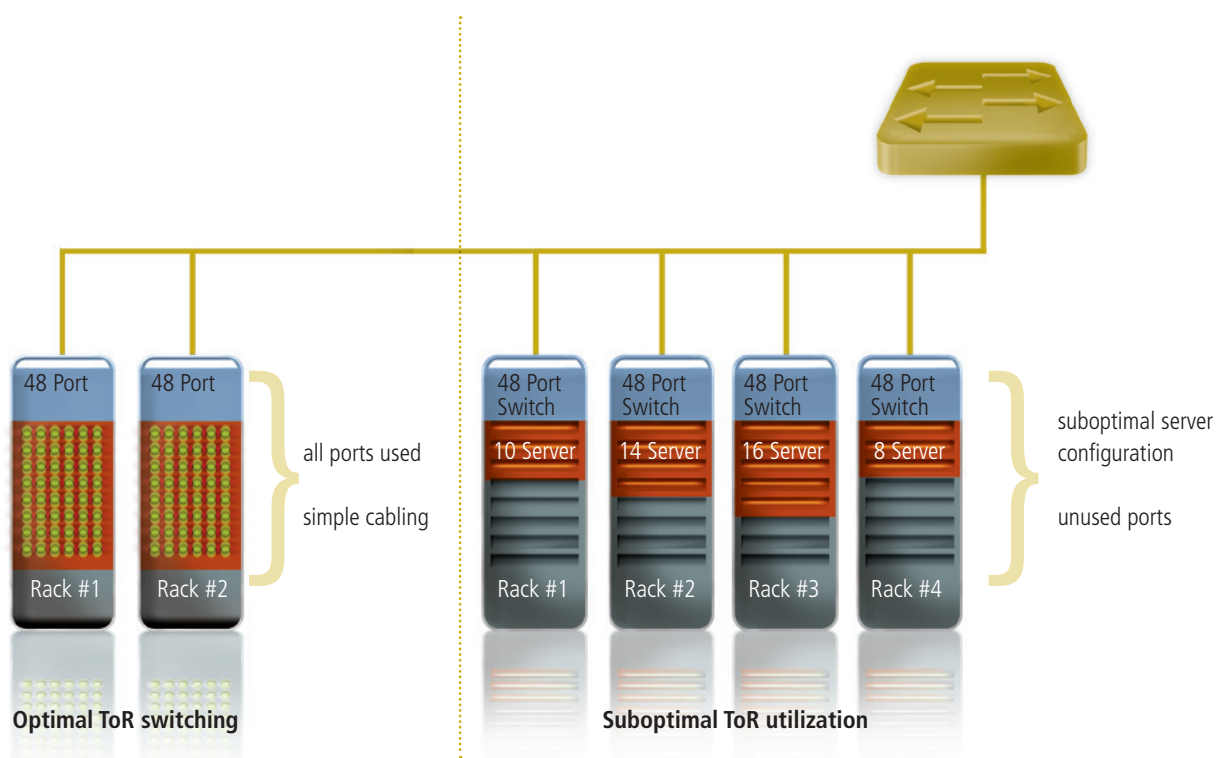 48 Port
48 Port
all ports used
simple cabling
Rack #1
Rack #2
Optimal ToR switching
48 Port
Switch
10 Server
Rack #1
48 Port
Switch
14 Server
Rack #2
48 Port
Switch
16 Server
Rack #3
48 Port
Switch
8 Server
Rack #4
suboptimal server
configuration
unused ports
Suboptimal ToR utilization